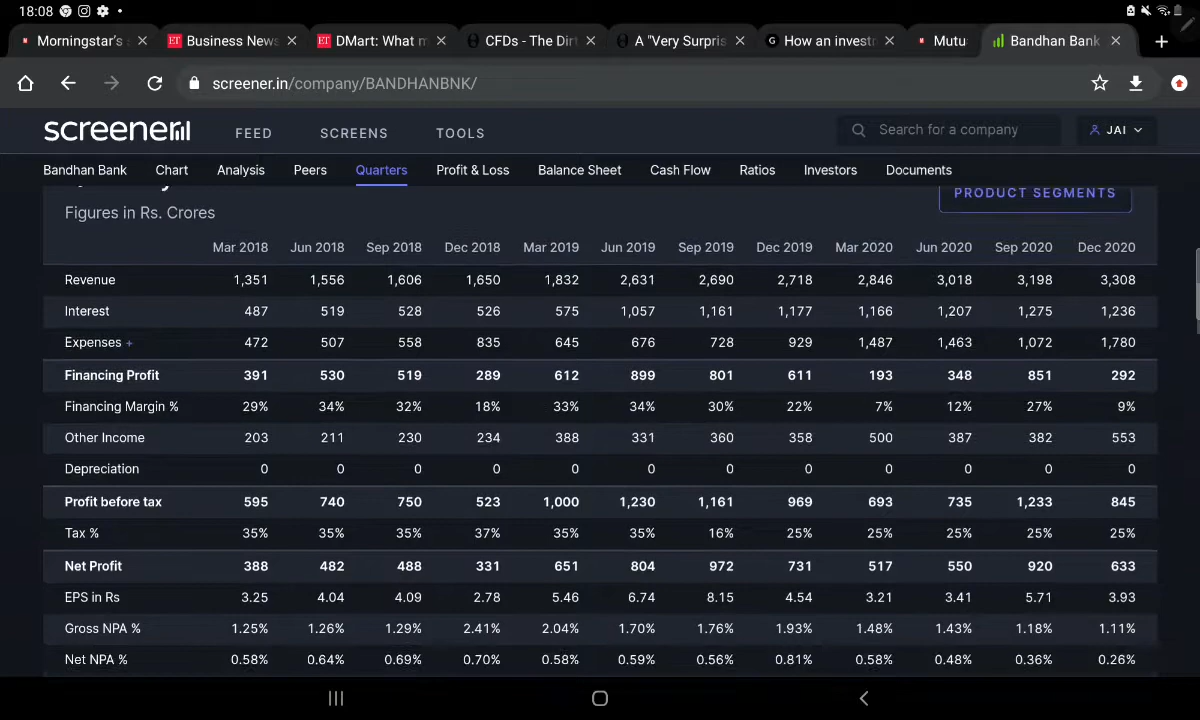 18:08
Morningstar's
Business News
DMart: What m
CFDs - The Dir
A "Very Surpris
How an investr
Mutu
Bandhan Bank
screener.in/company/BANDHANBNK/
screener
FEED SCREENS TOOLS
Search for a company
JAI
Bandhan Bank Chart Analysis Peers Quarters Profit & Loss Balance Sheet Cash Flow Ratios Investors Documents
PRODUCT SEGMENTS
Figures in Rs. Crores
Mar 2018 Jun 2018 Sep 2018 Dec 2018 Mar 2019 Jun 2019 Sep 2019 Dec 2019 Mar 2020 Jun 2020 Sep 2020 Dec 2020
Revenue 1,351 1,556 1,606 1,650 1,832 2,631 2,690 2,718 2,846 3,018 3,198 3,308
Interest 487 519 528 526 575 1,057 1,161 1,177 1,166 1,207 1,275 1,236
Expenses + 472 507 558 835 645 676 728 929 1,487 1,463 1,072 1,780
Financing Profit 391 530 519 289 612 899 801 611 193 348 851 292
Financing Margin % 29% 34% 32% 18% 33% 34% 30% 22% 7% 12% 27% 9%
Other Income 203 211 230 234 388 331 360 358 500 387 382 553
Depreciation 0 0 0 0 0 0 0 0 0 0 0 0
Profit before tax 595 740 750 523 1,000 1,230 1,161 969 693 735 1,233 845
Tax % 35% 35% 35% 37% 35% 35% 16% 25% 25% 25% 25% 25%
Net Profit 388 482 488 331 651 804 972 731 517 550 920 633
EPS in Rs 3.25 4.04 4.09 2.78 5.46 6.74 8.15 4.54 3.21 3.41 5.71 3.93
Gross NPA % 1.25% 1.26% 1.29% 2.41% 2.04% 1.70% 1.76% 1.93% 1.48% 1.43% 1.18% 1.11%
Net NPA % 0.58% 0.64% 0.69% 0.70% 0.58% 0.59% 0.56% 0.81% 0.58% 0.48% 0.36% 0.26%